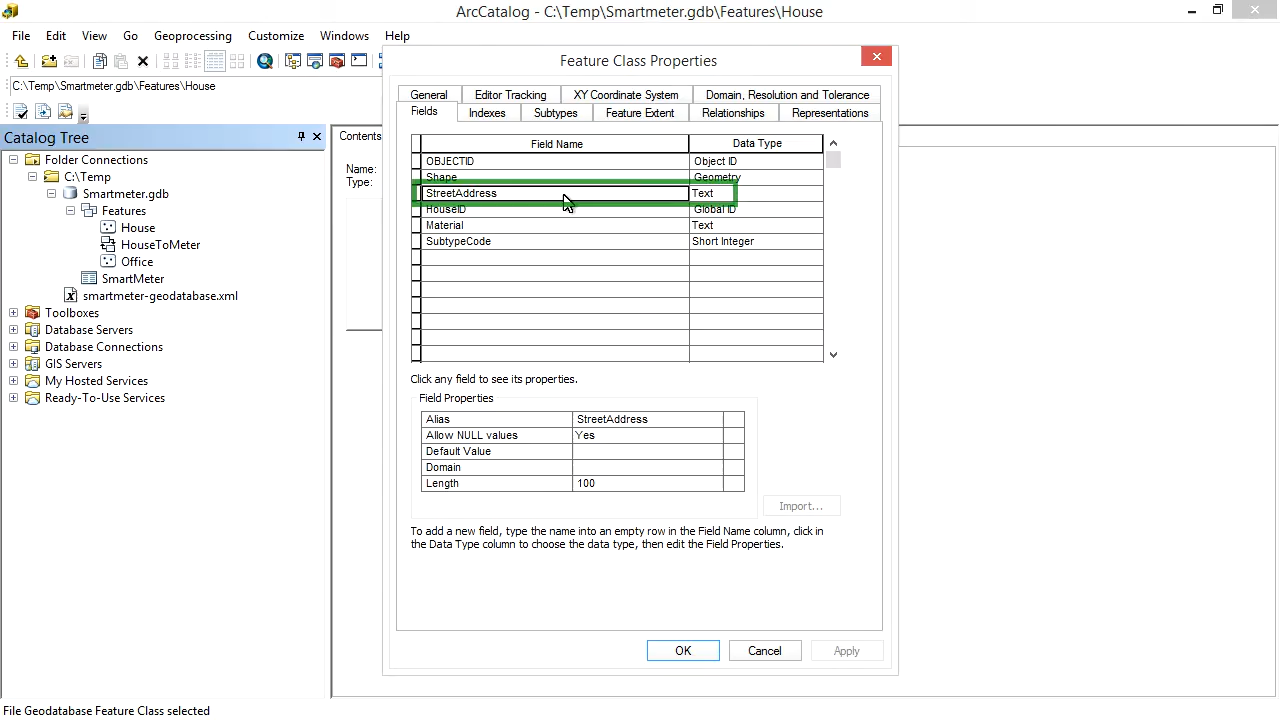 ArcCatalog - C:\Temp\Smartmeter.gdb\Features\House
File Edit View Go Geoprocessing Customize Windows Help
C:\Temp\Smartmeter.gdb\Features\House
Catalog Tree
Folder Connections
C:\Temp
Smartmeter.gdb
Features
House
HouseToMeter
Office
SmartMeter
smartmeter-geodatabase.xml
Toolboxes
Database Servers
Database Connections
GIS Servers
My Hosted Services
Ready-To-Use Services
Contents
Name:
Type:
Feature Class Properties
General Editor Tracking XY Coordinate System Domain, Resolution and Tolerance
Fields Indexes Subtypes Feature Extent Relationships Representations
Field Name Data Type
OBJECTID Object ID
Shape Geometry
StreetAddress Text
HouseID Global ID
Material Text
SubtypeCode Short Integer
Click any field to see its properties.
Field Properties
Alias StreetAddress
Allow NULL values Yes
Default Value
Domain
Length 100
Import...
To add a new field, type the name into an empty row in the Field Name column, click in
the Data Type column to choose the data type, then edit the Field Properties.
OK Cancel Apply
File Geodatabase Feature Class selected